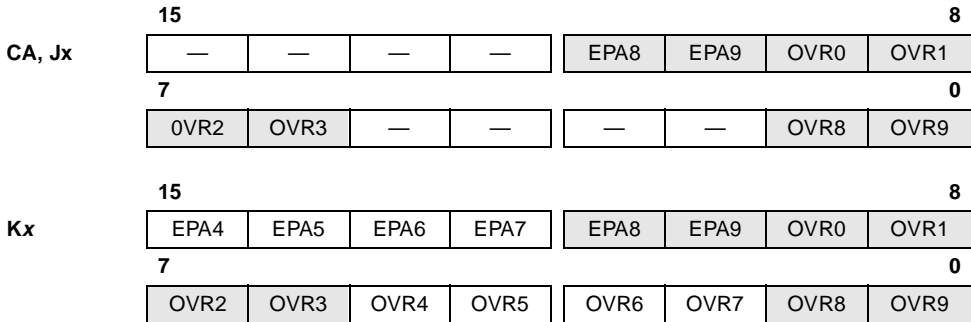 15 8
CA, Jx — — — — EPA8 EPA9 OVR0 OVR1
7 0
0VR2 OVR3 — — — — OVR8 OVR9
15 8
Kx EPA4 EPA5 EPA6 EPA7 EPA8 EPA9 OVR0 OVR1
7 0
OVR2 OVR3 OVR4 OVR5 OVR6 OVR7 OVR8 OVR9